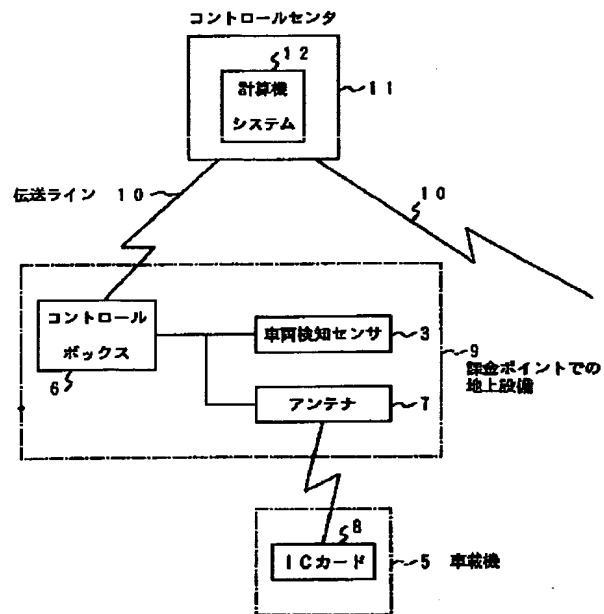 コントロールセンタ
12
計算機
システム
11
伝送ライン 10
10
コントロール
ボックス
6
車両検知センサ
3
アンテナ
7
9
課金ポイントでの
地上設備
8
ICカード
5 車載機